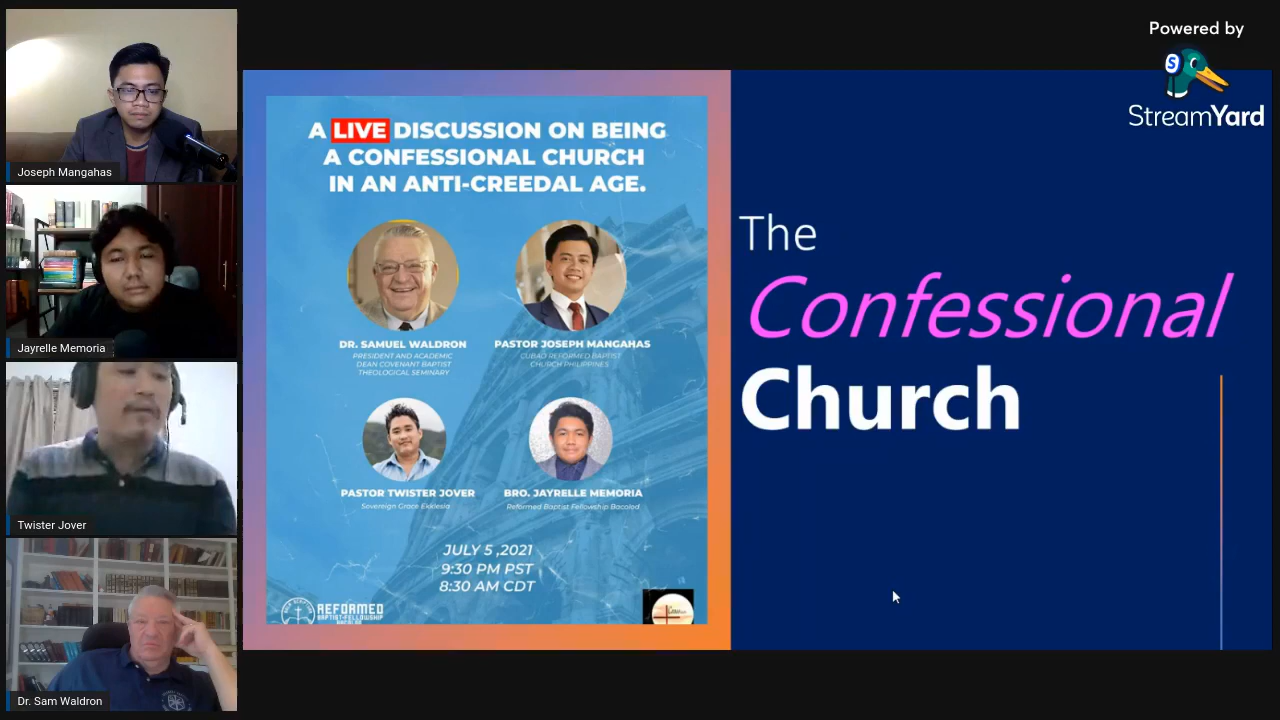 Powered by
StreamYard
Joseph Mangahas
Jayrelle Memoria
Twister Jover
Dr. Sam Waldron
A LIVE DISCUSSION ON BEING
A CONFESSIONAL CHURCH
IN AN ANTI-CREEDAL AGE.
DR. SAMUEL WALDRON
PRESIDENT AND ACADEMIC
DEAN COVENANT BAPTIST
THEOLOGICAL SEMINARY
PASTOR JOSEPH MANGAHAS
CUBAO REFORMED BAPTIST
CHURCH PHILIPPINES
PASTOR TWISTER JOVER
Sovereign Grace Ekklesia
BRO. JAYRELLE MEMORIA
Reformed Baptist Fellowship Bacolod
JULY 5 ,2021
9:30 PM PST
8:30 AM CDT
REFORMED
BAPTIST-FELLOWSHIP
The
Confessional
Church